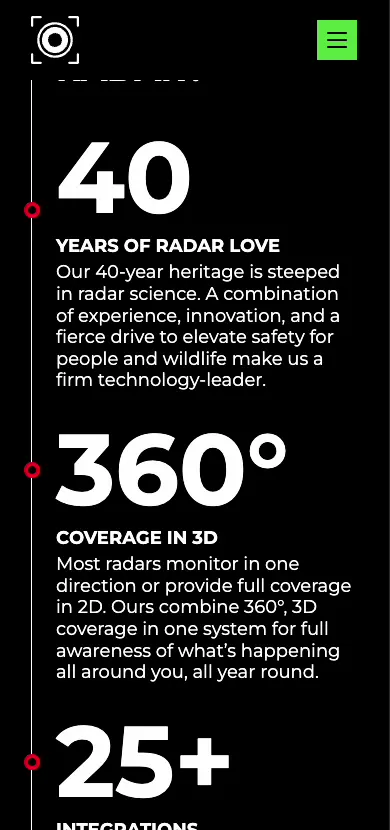 40
YEARS OF RADAR LOVE
Our 40-year heritage is steeped
in radar science. A combination
of experience, innovation, and a
fierce drive to elevate safety for
people and wildlife make us a
firm technology-leader.
360°
COVERAGE IN 3D
Most radars monitor in one
direction or provide full coverage
in 2D. Ours combine 360°, 3D
coverage in one system for full
awareness of what's happening
all around you, all year round.
25+
INTEGRATIONS